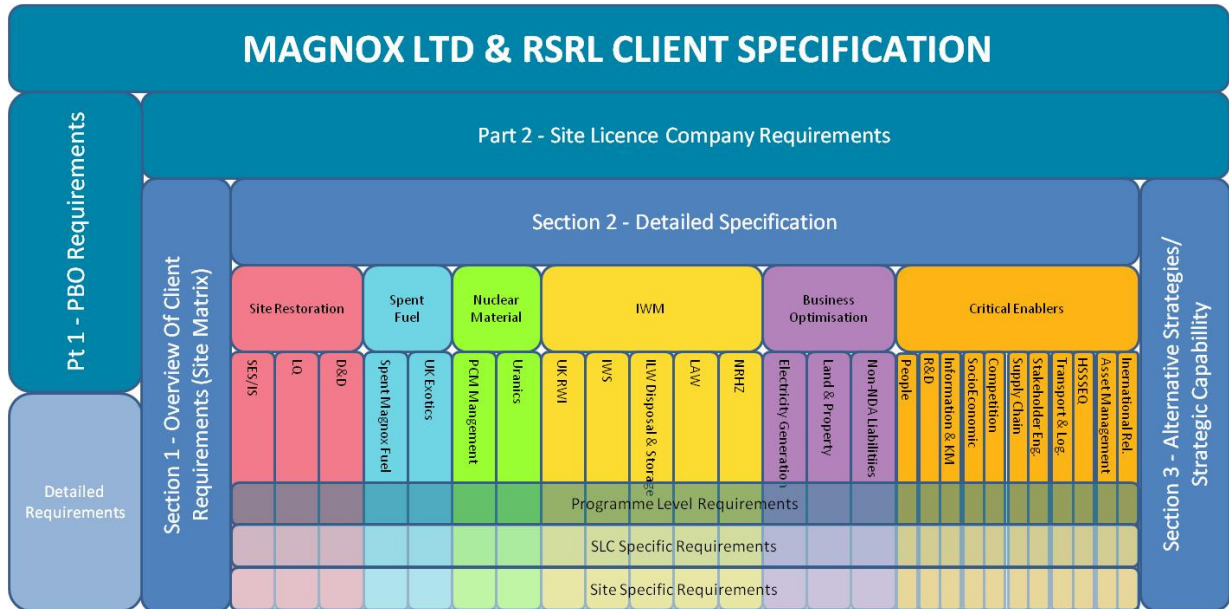 MAGNOX LTD & RSRL CLIENT SPECIFICATION
Pt 1 - PBO Requirements
Detailed
Requirements
Part 2 - Site Licence Company Requirements
Section 1 - Overview Of Client
Requirements (Site Matrix)
Section 2 - Detailed Specification
Site Restoration
Spent
Fuel
Nuclear
Material
IWM
Business
Optimisation
Critical Enablers
SES/IS
LQ
D&D
Spent Magnox Fuel
UK Exotics
PCM Mangement
Uranics
UK RWI
IWS
ILW Disposal & Storage
LAW
NRHZ
Electricity Generation
Land & Property
Non-NDA Liabilitiies
People
R&D
Information & KM
SocioEconomic
Competition
Supply Chain
Stakeholder Eng.
Transport & Log.
HSSSEQ
Asset Management
Inernational Rel.
Programme Level Requirements
SLC Specific Requirements
Site Specific Requirements
Section 3 - Alternative Strategies/
Strategic Capabillity